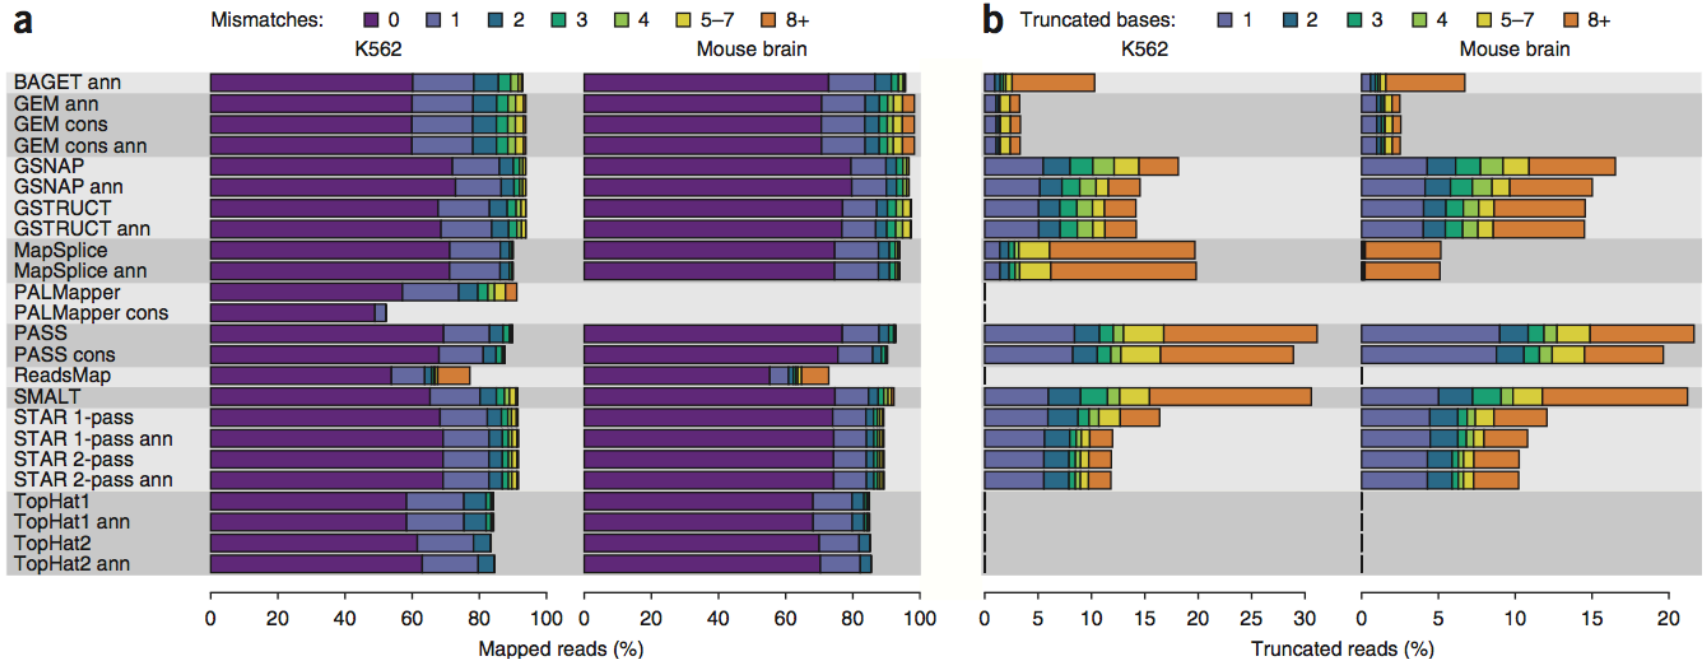 a Mismatches: 0 1 2 3 4 5–7 8+
K562 Mouse brain
b Truncated bases: 1 2 3 4 5–7 8+
K562 Mouse brain
BAGET ann
GEM ann
GEM cons
GEM cons ann
GSNAP
GSNAP ann
GSTRUCT
GSTRUCT ann
MapSplice
MapSplice ann
PALMapper
PALMapper cons
PASS
PASS cons
ReadsMap
SMALT
STAR 1-pass
STAR 1-pass ann
STAR 2-pass
STAR 2-pass ann
TopHat1
TopHat1 ann
TopHat2
TopHat2 ann
0 20 40 60 80 100 0 20 40 60 80 100
Mapped reads (%)
0 5 10 15 20 25 30 0 5 10 15 20
Truncated reads (%)